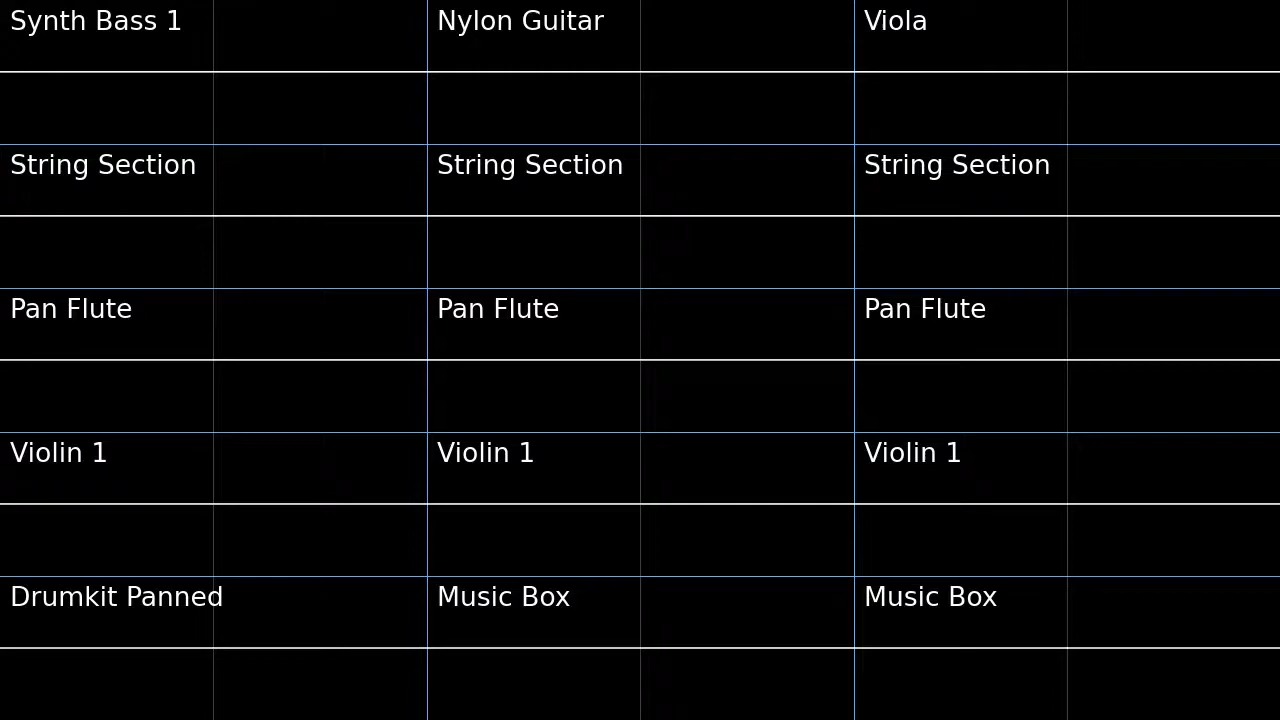 Synth Bass 1
Nylon Guitar
Viola
String Section
String Section
String Section
Pan Flute
Pan Flute
Pan Flute
Violin 1
Violin 1
Violin 1
Drumkit Panned
Music Box
Music Box